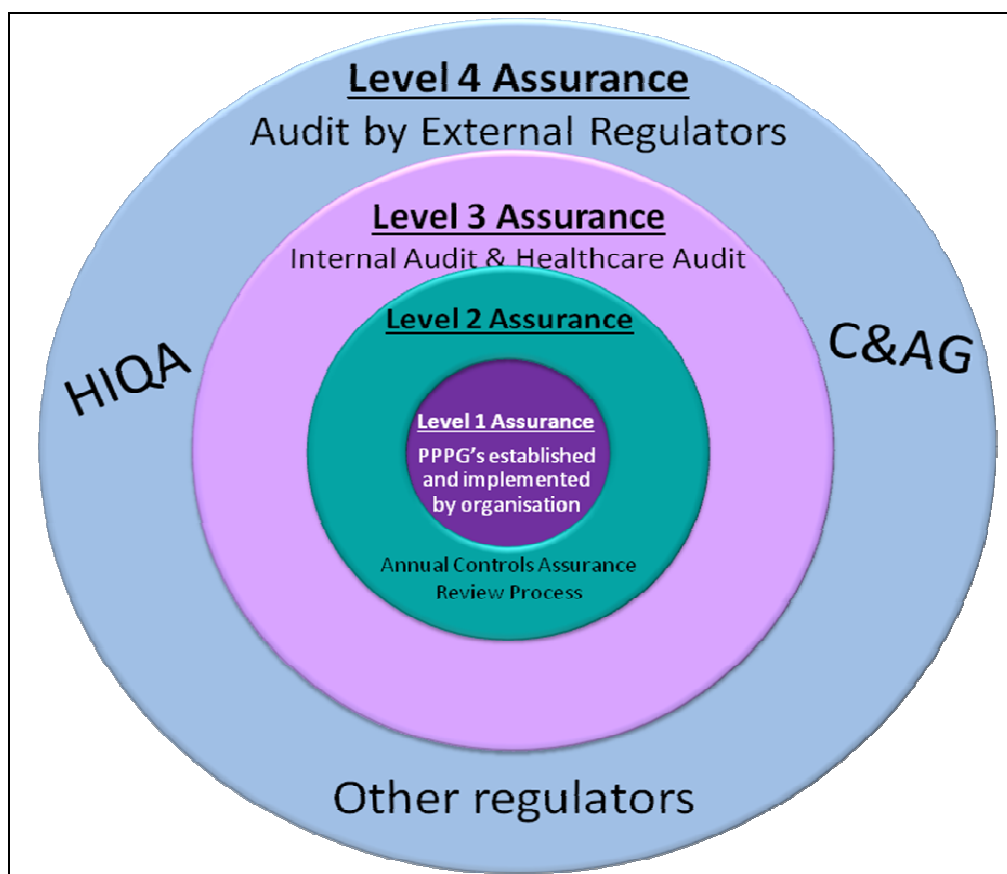 Level 4 Assurance
Audit by External Regulators
Level 3 Assurance
Internal Audit & Healthcare Audit
Level 2 Assurance
HIQA
C&AG
Level 1 Assurance
PPPG's established
and implemented
by organisation
Annual Controls Assurance
Review Process
Other regulators